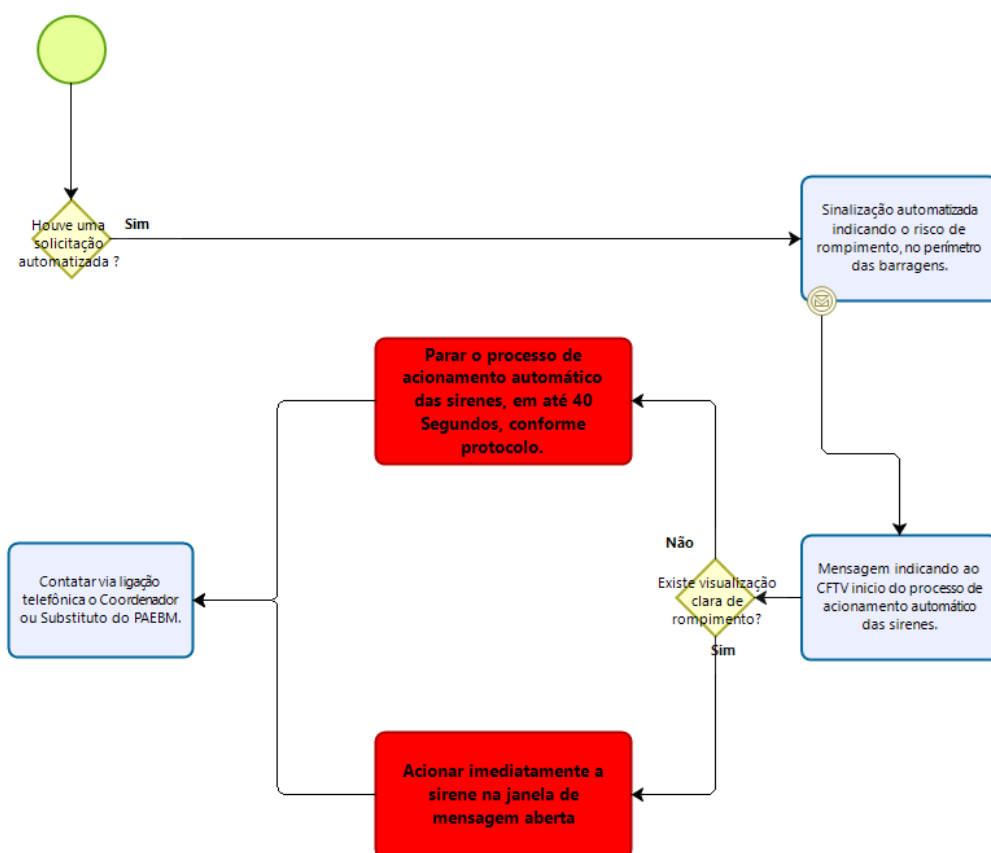 Houve uma
solicitação
automatizada ?
Sim
Sinalização automatizada
indicando o risco de
rompimento, no perímetro
das barragens.
Parar o processo de
acionamento automático
das sirenes, em até 40
Segundos, conforme
protocolo.
Não
Existe visualização
clara de
rompimento?
Sim
Mensagem indicando ao
CFTV inicio do processo de
acionamento automático
das sirenes.
Contatar via ligação
telefônica o Coordenador
ou Substituto do PAEBM.
Acionar imediatamente a
sirene na janela de
mensagem aberta